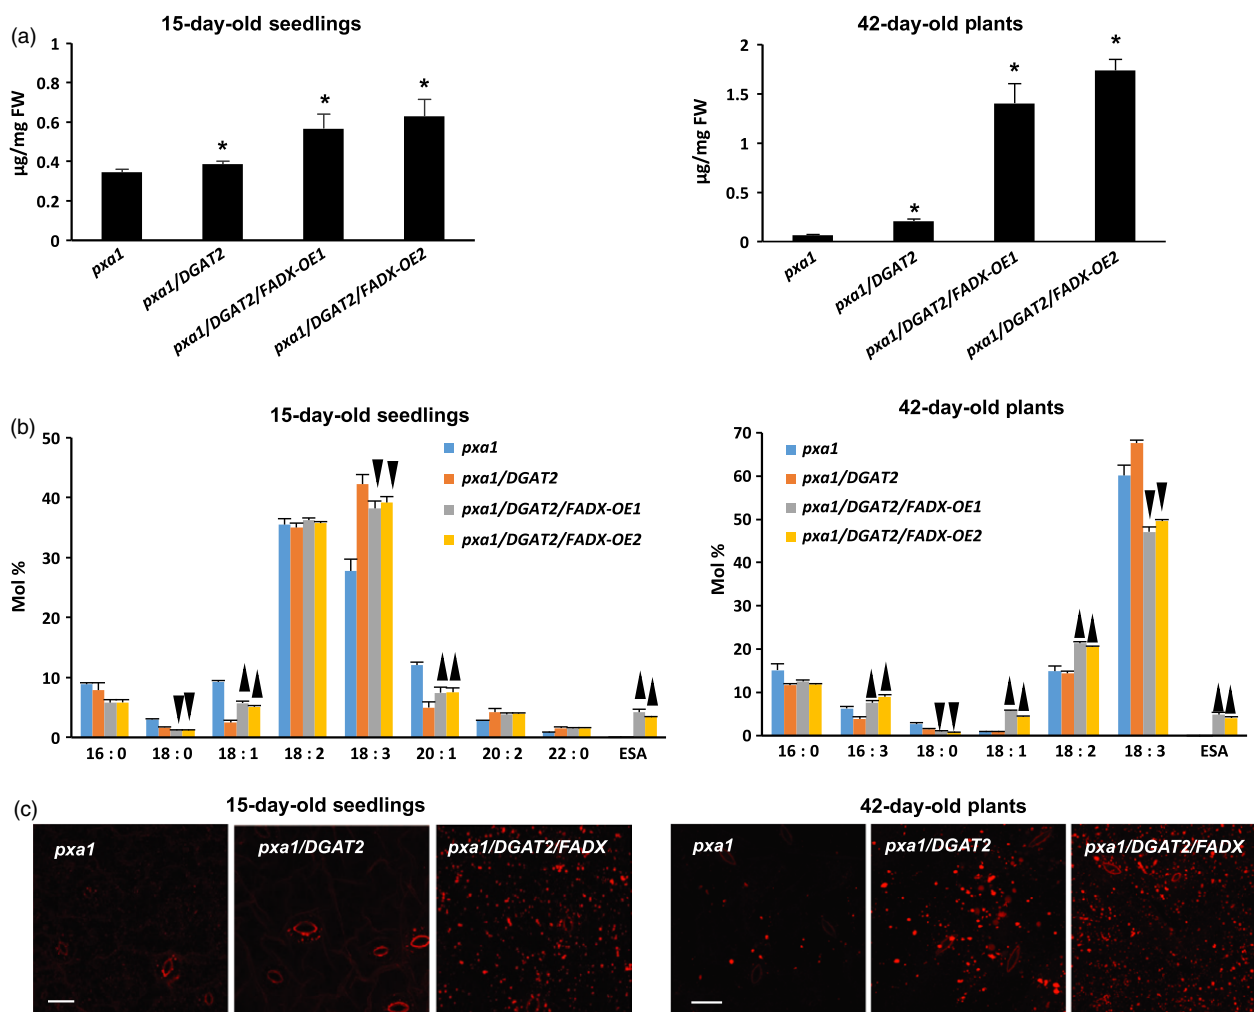 (a)
15-day-old seedlings
1
0.8
0.6
0.4
0.2
0
µg/mg FW
*
*
*
pxa1
pxa1/DGAT2
pxa1/DGAT2/FADX-OE1
pxa1/DGAT2/FADX-OE2
42-day-old plants
2
1.5
1
0.5
0
µg/mg FW
*
*
*
pxa1
pxa1/DGAT2
pxa1/DGAT2/FADX-OE1
pxa1/DGAT2/FADX-OE2
(b)
15-day-old seedlings
50
40
30
20
10
0
Mol %
pxa1
pxa1/DGAT2
pxa1/DGAT2/FADX-OE1
pxa1/DGAT2/FADX-OE2
16 : 0 18 : 0 18 : 1 18 : 2 18 : 3 20 : 1 20 : 2 22 : 0 ESA
42-day-old plants
70
60
50
40
30
20
10
0
Mol %
pxa1
pxa1/DGAT2
pxa1/DGAT2/FADX-OE1
pxa1/DGAT2/FADX-OE2
16 : 0 16 : 3 18 : 0 18 : 1 18 : 2 18 : 3 ESA
(c)
15-day-old seedlings
pxa1
pxa1/DGAT2
pxa1/DGAT2/FADX
42-day-old plants
pxa1
pxa1/DGAT2
pxa1/DGAT2/FADX